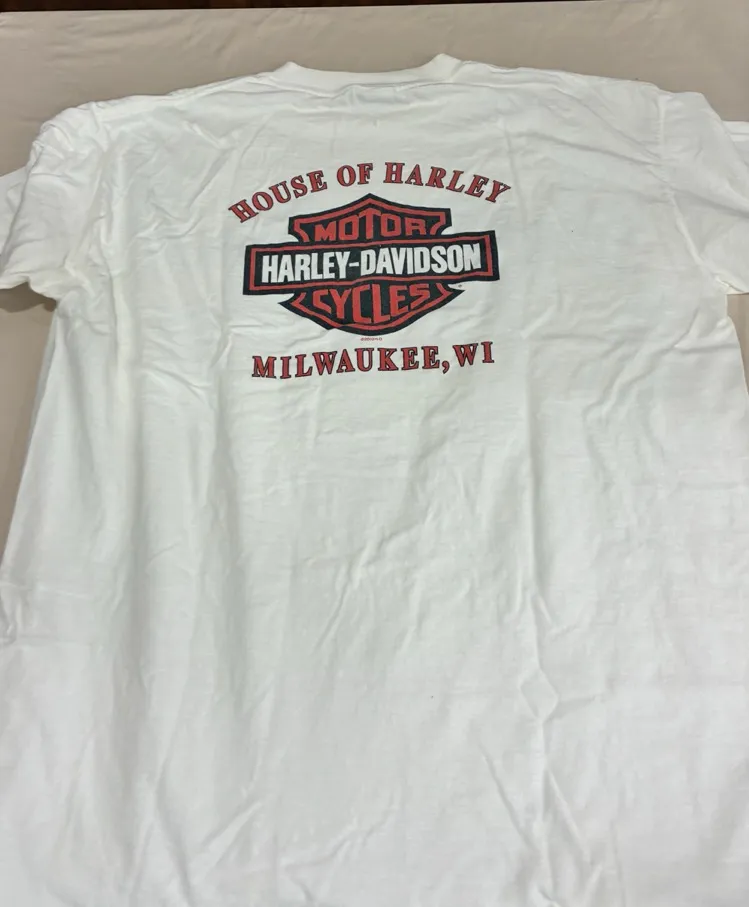 HOUSE OF HARLEY
MOTOR
HARLEY-DAVIDSON
CYCLES
MILWAUKEE, WI